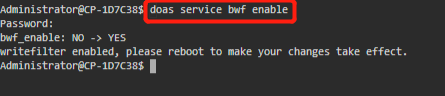 Administrator@CP-1D7C38$ doas service bwf enable
Password:
bwf_enable: NO -> YES
writefilter enabled, please reboot to make your changes take effect.
Administrator@CP-1D7C38$